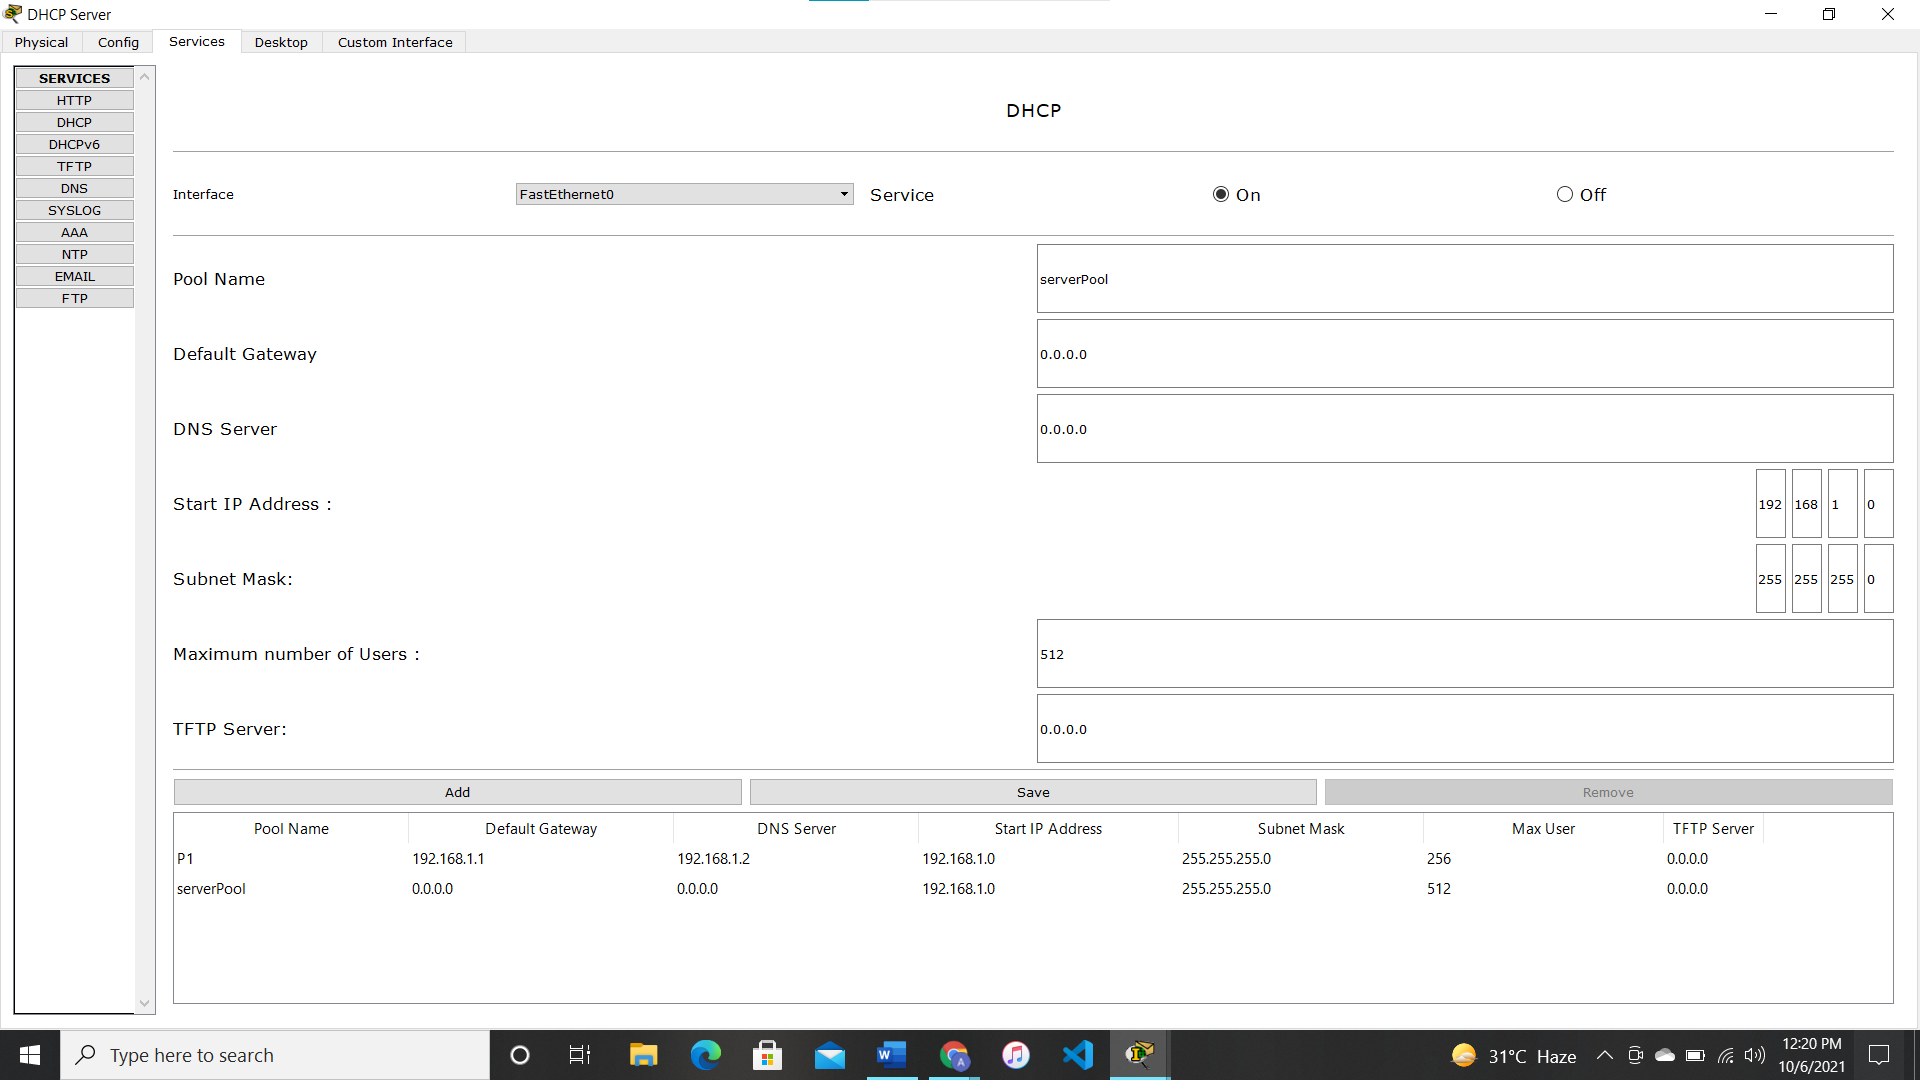 DHCP Server
Physical Config Services Desktop Custom Interface
SERVICES
HTTP
DHCP
DHCPv6
TFTP
DNS
SYSLOG
AAA
NTP
EMAIL
FTP
DHCP
Interface FastEthernet0 Service On Off
Pool Name serverPool
Default Gateway 0.0.0.0
DNS Server 0.0.0.0
Start IP Address : 192 168 1 0
Subnet Mask: 255 255 255 0
Maximum number of Users : 512
TFTP Server: 0.0.0.0
Add Save Remove
Pool Name Default Gateway DNS Server Start IP Address Subnet Mask Max User TFTP Server
P1 192.168.1.1 192.168.1.2 192.168.1.0 255.255.255.0 256 0.0.0.0
serverPool 0.0.0.0 0.0.0.0 192.168.1.0 255.255.255.0 512 0.0.0.0
Type here to search
31°C Haze
12:20 PM
10/6/2021